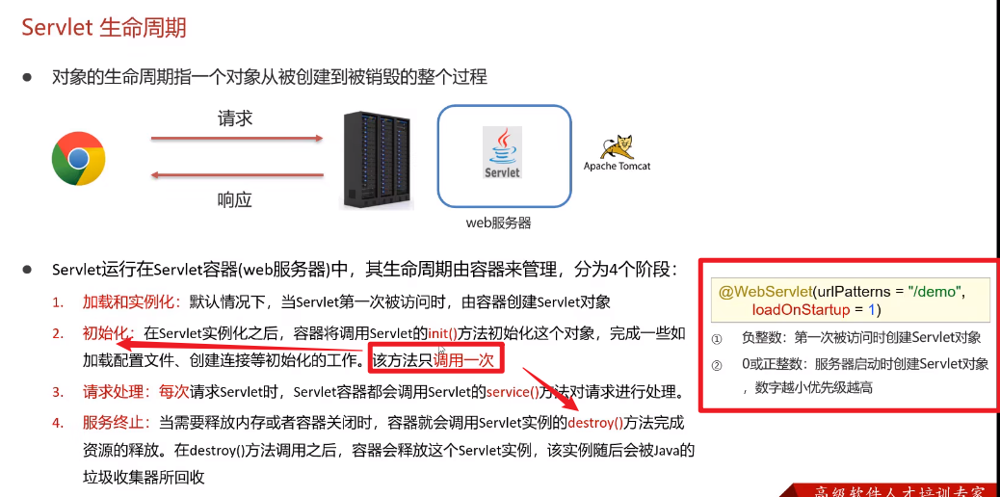 Servlet 生命周期
● 对象的生命周期指一个对象从被创建到被销毁的整个过程
请求
响应
Servlet
Apache Tomcat
web服务器
● Servlet运行在Servlet容器(web服务器)中，其生命周期由容器来管理，分为4个阶段：
1. 加载和实例化：默认情况下，当Servlet第一次被访问时，由容器创建Servlet对象
2. 初始化：在Servlet实例化之后，容器将调用Servlet的init()方法初始化这个对象，完成一些如
加载配置文件、创建连接等初始化的工作。该方法只调用一次
3. 请求处理：每次请求Servlet时，Servlet容器都会调用Servlet的service()方法对请求进行处理。
4. 服务终止：当需要释放内存或者容器关闭时，容器就会调用Servlet实例的destroy()方法完成
资源的释放。在destroy()方法调用之后，容器会释放这个Servlet实例，该实例随后会被Java的
垃圾收集器所回收
@WebServlet(urlPatterns = "/demo",
loadOnStartup = 1)
① 负整数：第一次被访问时创建Servlet对象
② 0或正整数：服务器启动时创建Servlet对象
，数字越小优先级越高
高级软件人才培训专家